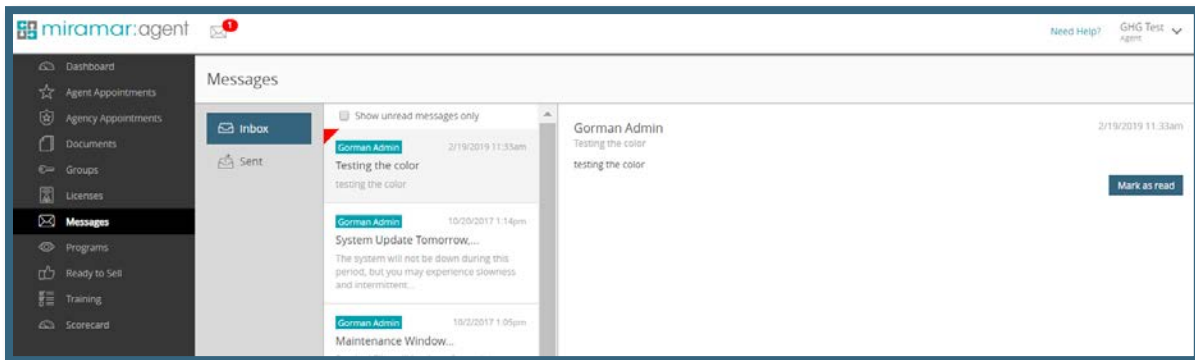 miramar:agent
1
Need Help?
GHG Test
Agent
Dashboard
Agent Appointments
Agency Appointments
Documents
Groups
Licenses
Messages
Programs
Ready to Sell
Training
Scorecard
Messages
Inbox
Sent
Show unread messages only
Gorman Admin 2/19/2019 11:33am
Testing the color
testing the color
Gorman Admin 10/20/2017 1:14pm
System Update Tomorrow,...
The system will not be down during this
period, but you may experience slowness
and intermittent...
Gorman Admin 10/2/2017 1:05pm
Maintenance Window...
Gorman Admin 2/19/2019 11:33am
Testing the color
testing the color
Mark as read